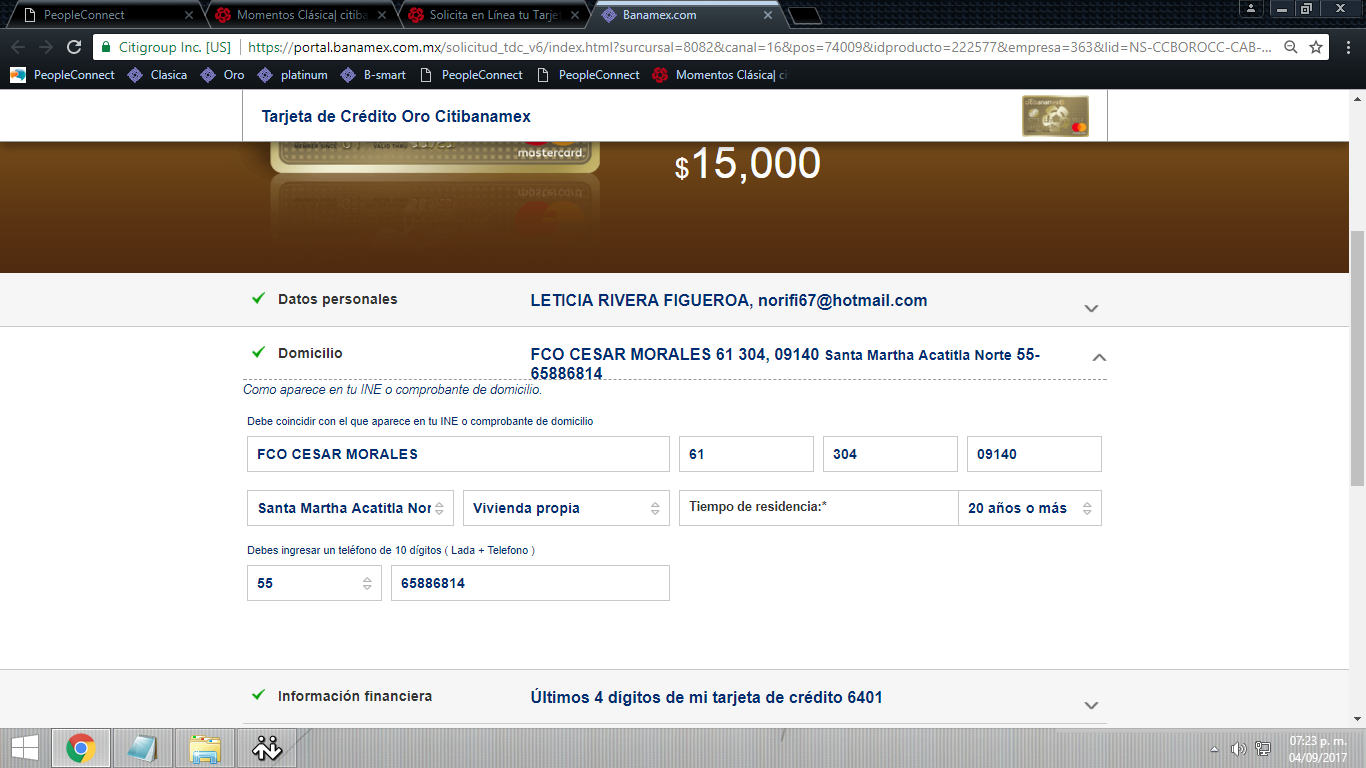 PeopleConnect
Momentos Clásica| citiba
Solicita en Línea tu Tarje
Banamex.com
Citigroup Inc. [US]
https://portal.banamex.com.mx/solicitud_tdc_v6/index.html?sucursal=8082&canal=16&pos=74009&idproducto=222577&empresa=363&lid=NS-CCBOROCC-CAB-...
PeopleConnect Clasica Oro platinum B-smart PeopleConnect PeopleConnect Momentos Clásica| ci
Tarjeta de Crédito Oro Citibanamex
mastercard
$15,000
Datos personales
LETICIA RIVERA FIGUEROA, norifi67@hotmail.com
Domicilio
FCO CESAR MORALES 61 304, 09140 Santa Martha Acatitla Norte 55-
65886814
Como aparece en tu INE o comprobante de domicilio.
Debe coincidir con el que aparece en tu INE o comprobante de domicilio
FCO CESAR MORALES 61 304 09140
Santa Martha Acatitla Nor Vivienda propia Tiempo de residencia:* 20 años o más
Debes ingresar un teléfono de 10 dígitos ( Lada + Telefono )
55 65886814
Información financiera
Últimos 4 dígitos de mi tarjeta de crédito 6401
07:23 p. m.
04/09/2017